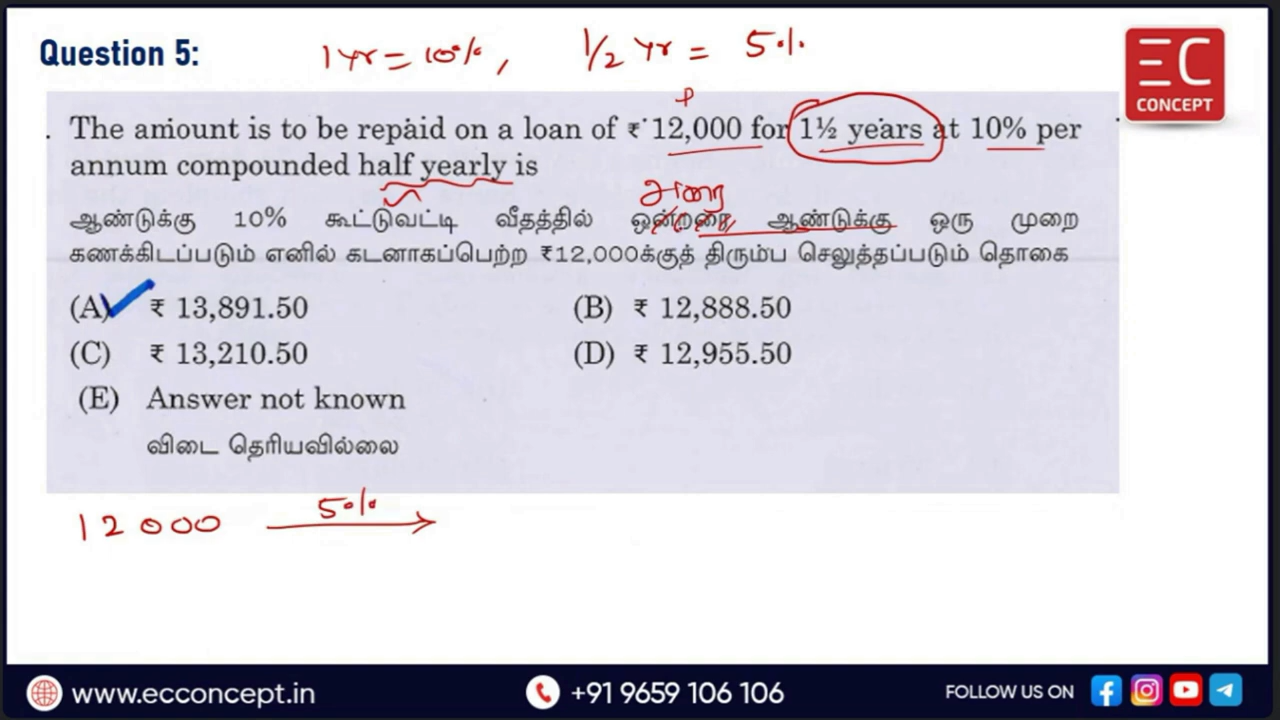 Question 5:
1 yr = 10%, 1/2 yr = 5%
EC
CONCEPT
P
. The amount is to be repaid on a loan of ₹ 12,000 for 1½ years at 10% per
annum compounded half yearly is
அரை
ஆண்டுக்கு 10% கூட்டுவட்டி வீதத்தில் ஒன்றரை ஆண்டுக்கு ஒரு முறை
கணக்கிடப்படும் எனில் கடனாகப்பெற்ற ₹12,000க்குத் திரும்ப செலுத்தப்படும் தொகை
(A) ₹ 13,891.50 (B) ₹ 12,888.50
(C) ₹ 13,210.50 (D) ₹ 12,955.50
(E) Answer not known
விடை தெரியவில்லை
5%
12000
www.ecconcept.in +91 9659 106 106 FOLLOW US ON